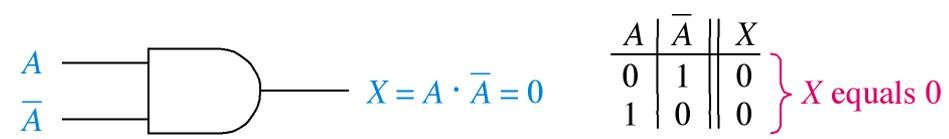 A
A̅
X = A · A̅ = 0
A | A̅ || X
0 | 1 || 0
1 | 0 || 0
X equals 0